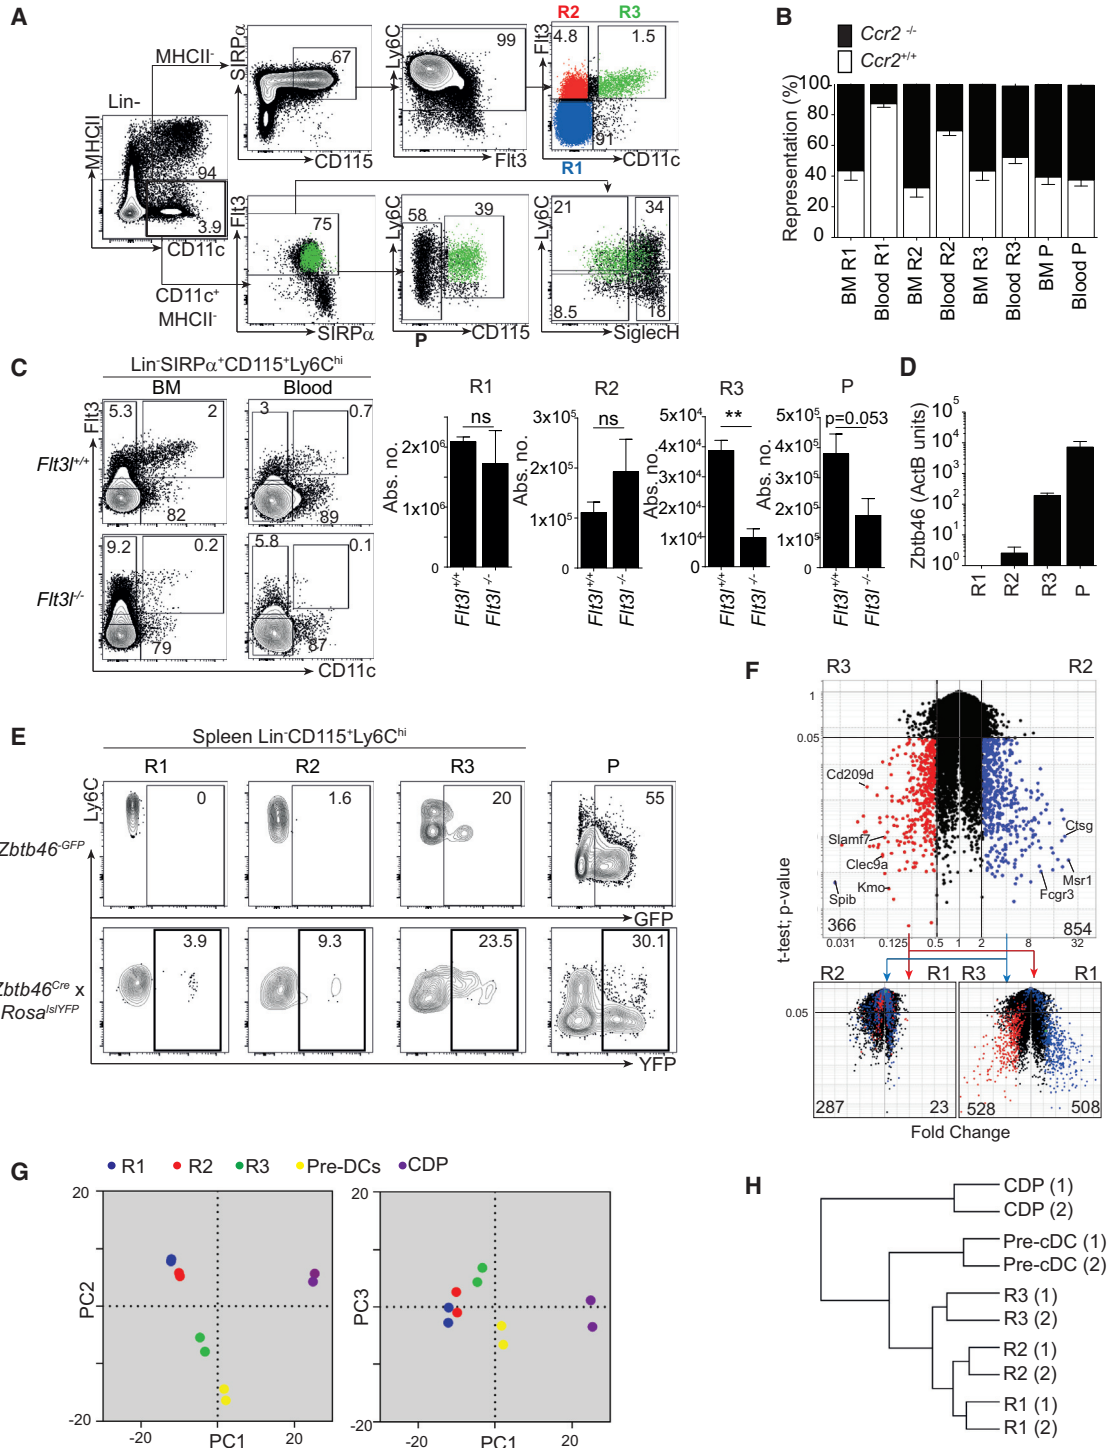 A
Lin-
MHCII
94
3.9
CD11c
MHCII-
SIRPα
67
CD115
Ly6C
99
Flt3
R2
R3
Flt3
4.8
1.5
91
R1
CD11c
CD11c+
MHCII-
Flt3
75
SIRPα
Ly6C
58
39
P
CD115
Ly6C
21
34
8.5
18
SiglecH
B
Ccr2 -/-
Ccr2+/+
Representation (%)
100
80
60
40
20
0
BM R1
Blood R1
BM R2
Blood R2
BM R3
Blood R3
BM P
Blood P
C
Lin-SIRPα+CD115+Ly6Chi
BM
Blood
Flt3
Flt3l+/+
5.3
2
82
3
0.7
89
Flt3l-/-
9.2
0.2
79
5.8
0.1
87
CD11c
R1
ns
Abs. no.
2x10⁶
1x10⁶
0
Flt3l+/+
Flt3l-/-
R2
ns
Abs. no.
3x10⁵
2x10⁵
1x10⁵
0
Flt3l+/+
Flt3l-/-
R3
**
Abs. no.
5x10⁴
4x10⁴
3x10⁴
2x10⁴
1x10⁴
0
Flt3l+/+
Flt3l -/-
P
p=0.053
Abs. no.
5x10⁵
4x10⁵
3x10⁵
2x10⁵
1x10⁵
0
Flt3l+/+
Flt3l -/-
D
Zbtb46 (ActB units)
10⁵
10⁴
10³
10²
10¹
10⁰
R1
R2
R3
P
E
Spleen Lin-CD115+Ly6Chi
R1
R2
R3
P
Ly6C
Zbtb46-GFP
0
1.6
20
55
GFP
Zbtb46Cre x
RosalslYFP
3.9
9.3
23.5
30.1
YFP
F
R3
R2
t-test; p-value
1
0.05
Cd209d
Slamf7
Clec9a
Kmo
Spib
Ctsg
Msr1
Fcgr3
366
854
0.031
0.125
0.5
1
2
8
32
R2
R1
R3
R1
0.05
287
23
528
508
Fold Change
G
R1
R2
R3
Pre-DCs
CDP
20
PC2
-20
-20
PC1
20
20
PC3
-20
-20
PC1
20
H
CDP (1)
CDP (2)
Pre-cDC (1)
Pre-cDC (2)
R3 (1)
R3 (2)
R2 (1)
R2 (2)
R1 (1)
R1 (2)